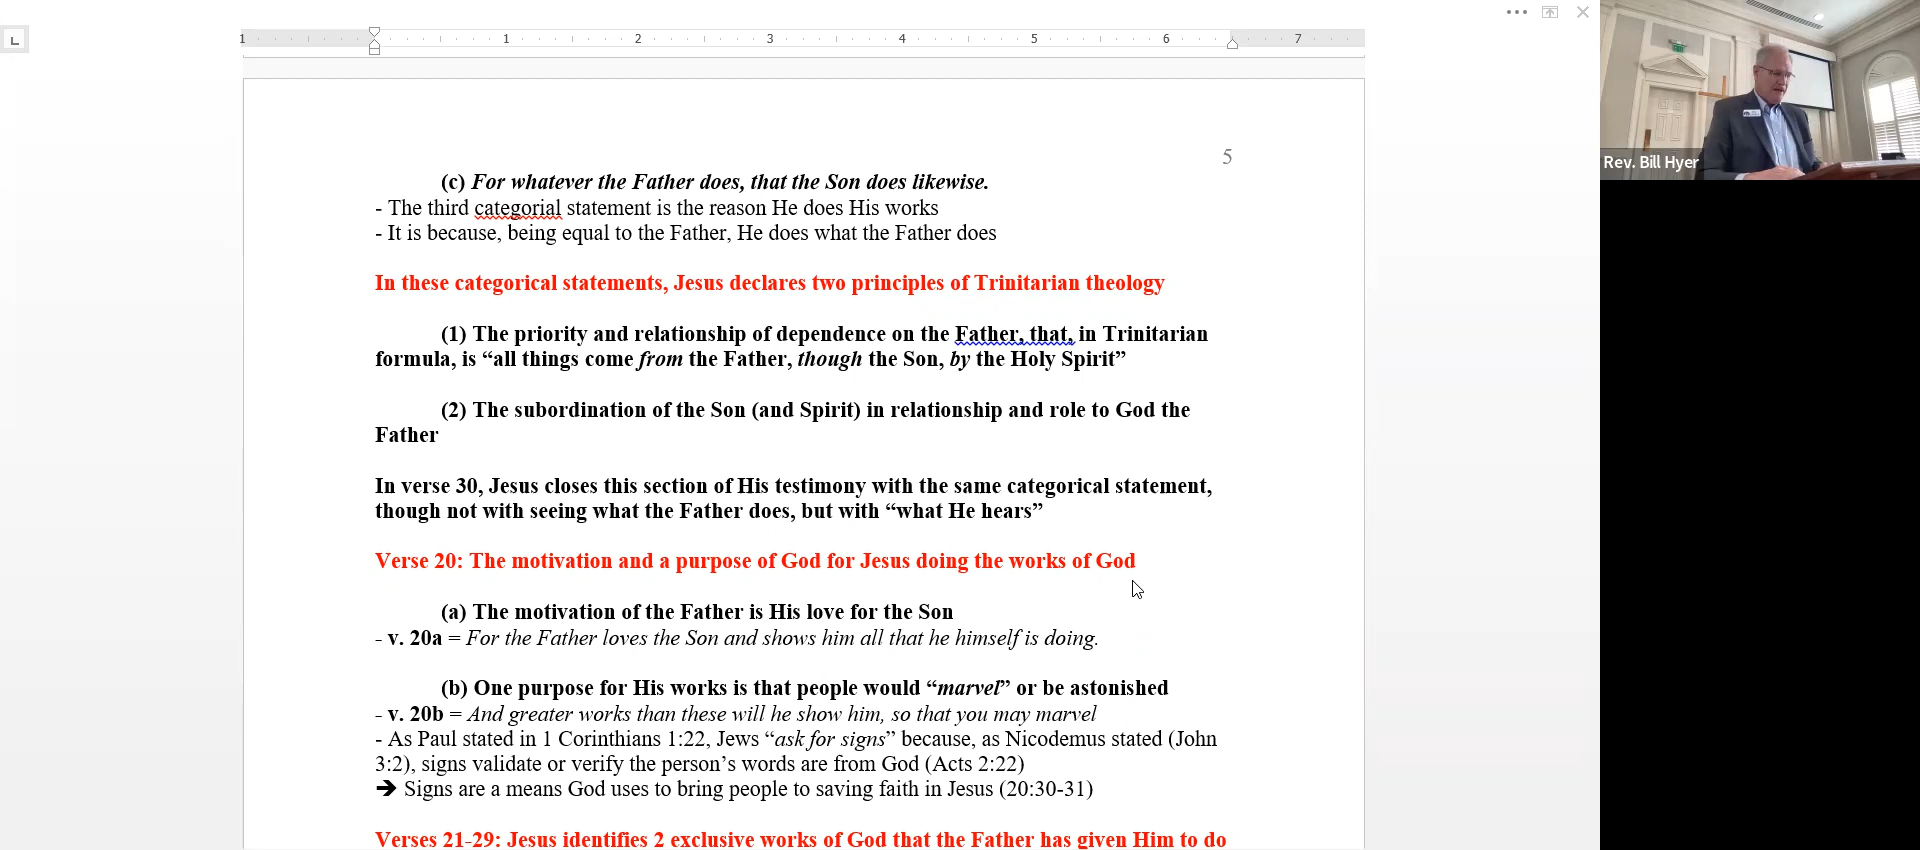 1 1 2 3 4 5 6 7
5
(c) For whatever the Father does, that the Son does likewise.
- The third categorial statement is the reason He does His works
- It is because, being equal to the Father, He does what the Father does
In these categorical statements, Jesus declares two principles of Trinitarian theology
(1) The priority and relationship of dependence on the Father, that, in Trinitarian
formula, is “all things come from the Father, though the Son, by the Holy Spirit”
(2) The subordination of the Son (and Spirit) in relationship and role to God the
Father
In verse 30, Jesus closes this section of His testimony with the same categorical statement,
though not with seeing what the Father does, but with “what He hears”
Verse 20: The motivation and a purpose of God for Jesus doing the works of God
(a) The motivation of the Father is His love for the Son
- v. 20a = For the Father loves the Son and shows him all that he himself is doing.
(b) One purpose for His works is that people would “marvel” or be astonished
- v. 20b = And greater works than these will he show him, so that you may marvel
- As Paul stated in 1 Corinthians 1:22, Jews “ask for signs” because, as Nicodemus stated (John
3:2), signs validate or verify the person’s words are from God (Acts 2:22)
➔ Signs are a means God uses to bring people to saving faith in Jesus (20:30-31)
Verses 21-29: Jesus identifies 2 exclusive works of God that the Father has given Him to do
Rev. Bill Hyer